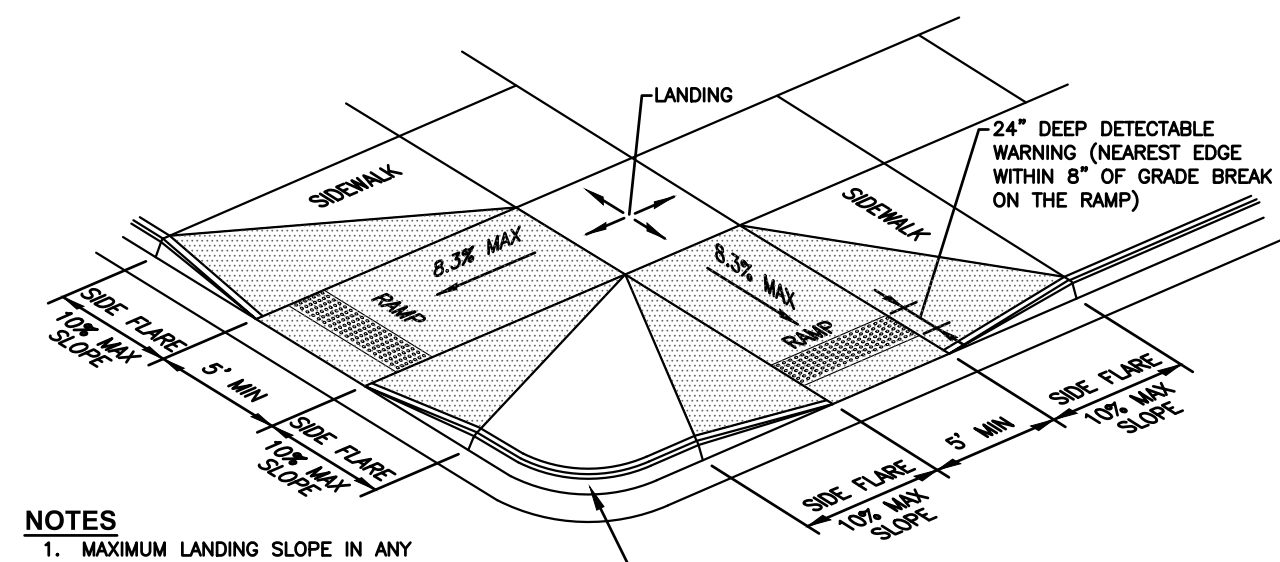 LANDING
24" DEEP DETECTABLE
WARNING (NEAREST EDGE
WITHIN 8" OF GRADE BREAK
ON THE RAMP)
SIDEWALK
SIDEWALK
8.3% MAX
RAMP
8.3% MAX
RAMP
SIDE FLARE
10% MAX
SLOPE
5' MIN
SIDE FLARE
10% MAX
SLOPE
SIDE FLARE
10% MAX
SLOPE
5' MIN
SIDE FLARE
10% MAX
SLOPE
NOTES
1. MAXIMUM LANDING SLOPE IN ANY